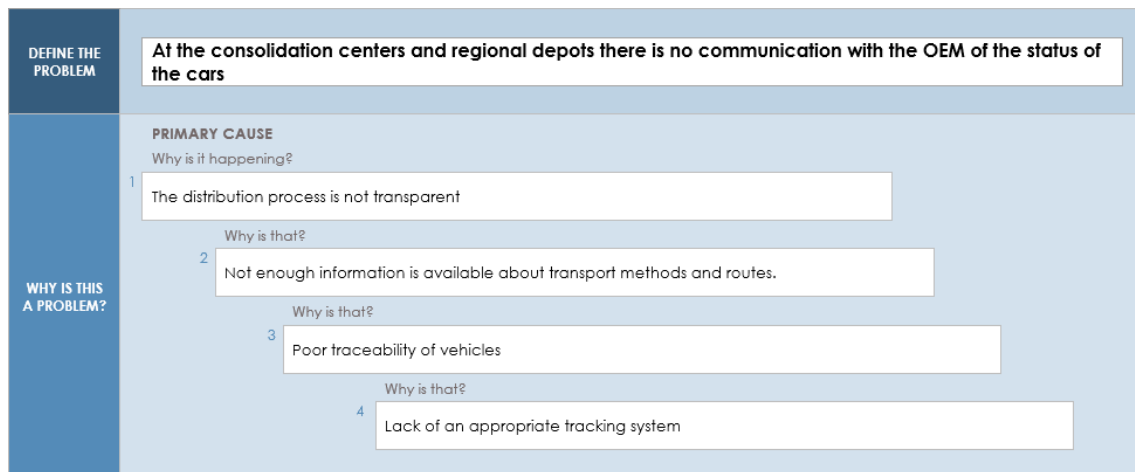 DEFINE THE
PROBLEM
At the consolidation centers and regional depots there is no communication with the OEM of the status of
the cars
WHY IS THIS
A PROBLEM?
PRIMARY CAUSE
Why is it happening?
1
The distribution process is not transparent
Why is that?
2
Not enough information is available about transport methods and routes.
Why is that?
3
Poor traceability of vehicles
Why is that?
4
Lack of an appropriate tracking system